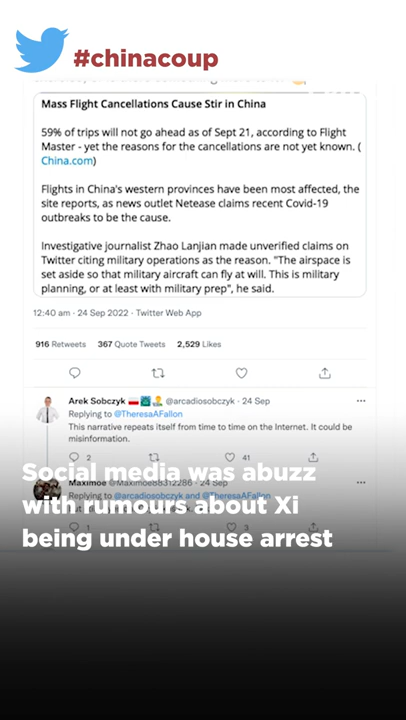 #chinacoup
Mass Flight Cancellations Cause Stir in China
59% of trips will not go ahead as of Sept 21, according to Flight
Master - yet the reasons for the cancellations are not yet known. (
China.com)
Flights in China's western provinces have been most affected, the
site reports, as news outlet Netease claims recent Covid-19
outbreaks to be the cause.
Investigative journalist Zhao Lanjian made unverified claims on
Twitter citing military operations as the reason. "The airspace is
set aside so that military aircraft can fly at will. This is military
planning, or at least with military prep", he said.
12:40 am · 24 Sep 2022 · Twitter Web App
916 Retweets 367 Quote Tweets 2,529 Likes
Arek Sobczyk @arcadiosobczyk · 24 Sep
Replying to @TheresaAFallon
This narrative repeats itself from time to time on the Internet. It could be
misinformation.
2 41
Maximoe @Maximoe88312286 · 24 Sep
Replying to @arcadiosobczyk and @TheresaAFallon
1 3
Social media was abuzz
with rumours about Xi
being under house arrest